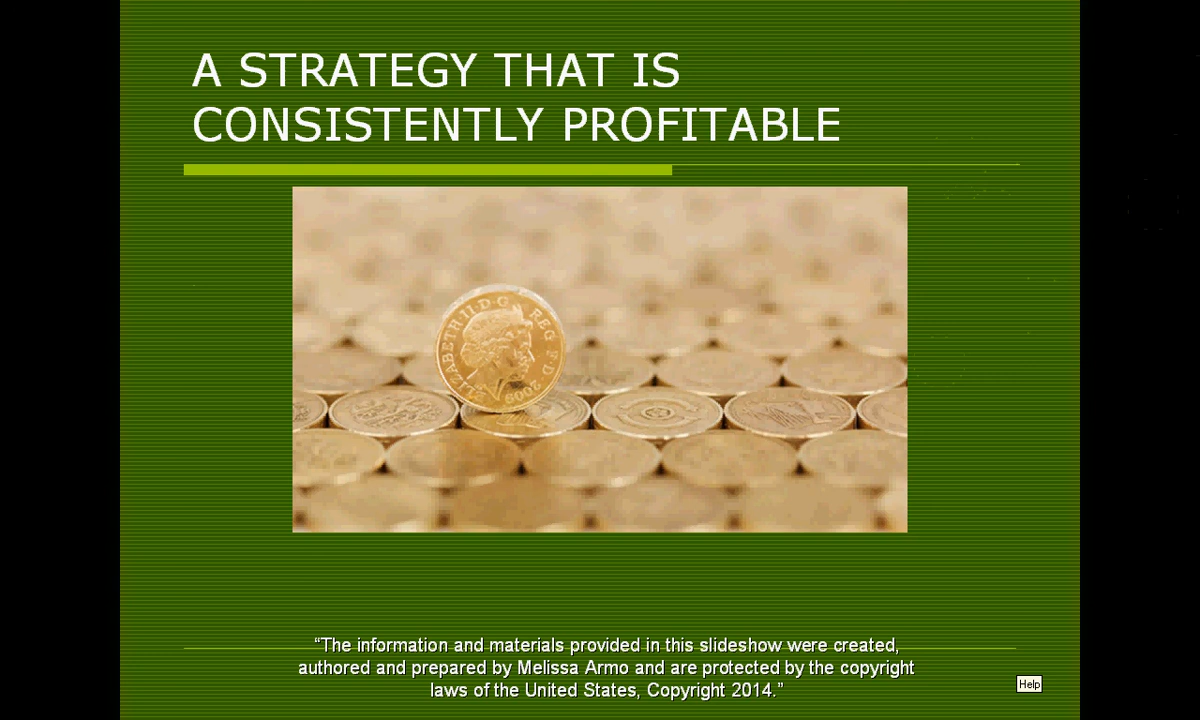 A STRATEGY THAT IS
CONSISTENTLY PROFITABLE
ELIZABETH II·D·G REG·F·D·2009
“The information and materials provided in this slideshow were created,
authored and prepared by Melissa Armo and are protected by the copyright
laws of the United States, Copyright 2014.”
Help